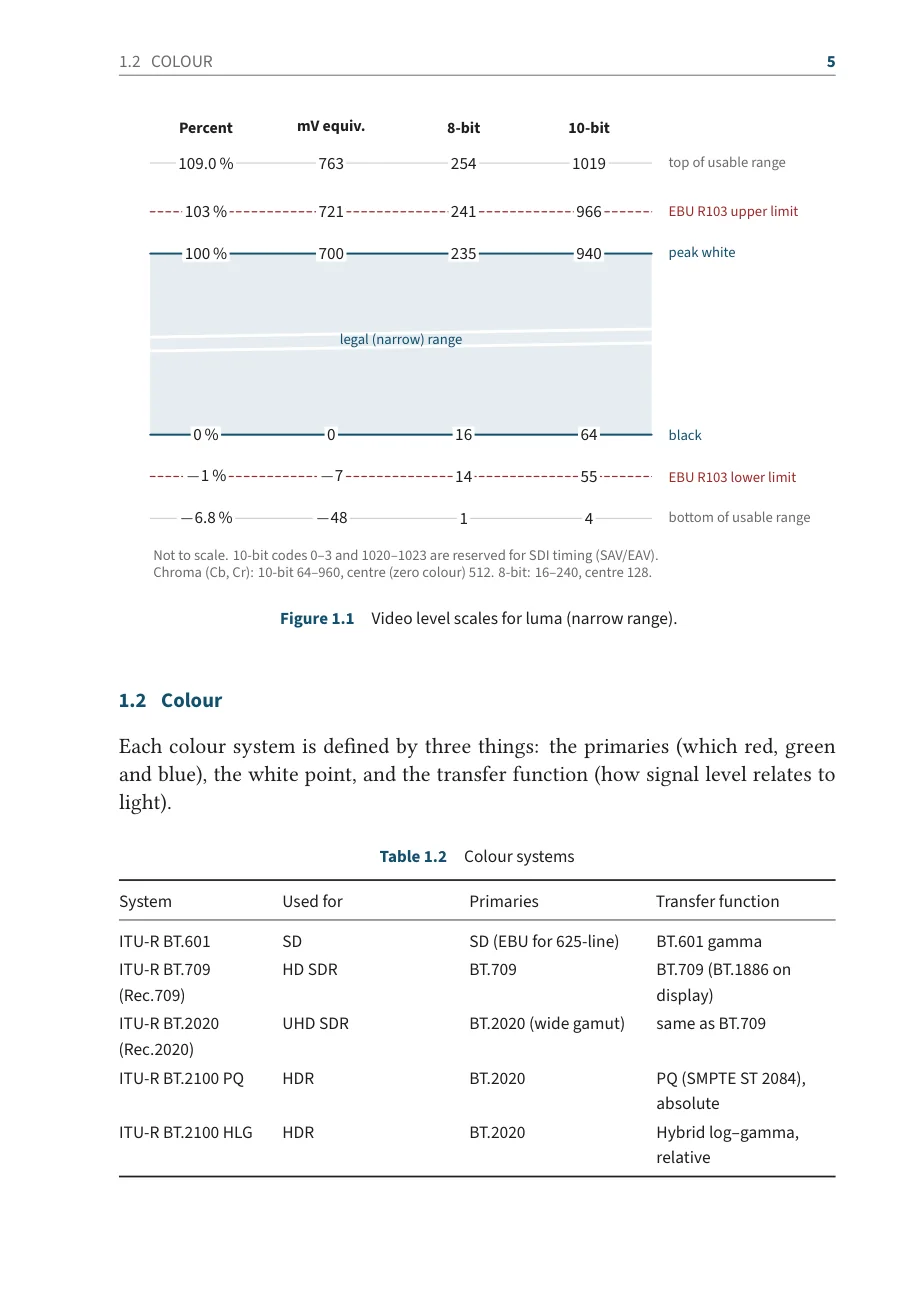 1.2 COLOUR 5
Percent mV equiv. 8-bit 10-bit
109.0 % 763 254 1019 top of usable range
103 % 721 241 966 EBU R103 upper limit
100 % 700 235 940 peak white
legal (narrow) range
0 % 0 16 64 black
−1 % −7 14 55 EBU R103 lower limit
−6.8 % −48 1 4 bottom of usable range
Not to scale. 10-bit codes 0–3 and 1020–1023 are reserved for SDI timing (SAV/EAV).
Chroma (Cb, Cr): 10-bit 64–960, centre (zero colour) 512. 8-bit: 16–240, centre 128.
Figure 1.1 Video level scales for luma (narrow range).
1.2 Colour
Each colour system is defined by three things: the primaries (which red, green
and blue), the white point, and the transfer function (how signal level relates to
light).
Table 1.2 Colour systems
System Used for Primaries Transfer function
ITU-R BT.601 SD SD (EBU for 625-line) BT.601 gamma
ITU-R BT.709 HD SDR BT.709 BT.709 (BT.1886 on
(Rec.709) display)
ITU-R BT.2020 UHD SDR BT.2020 (wide gamut) same as BT.709
(Rec.2020)
ITU-R BT.2100 PQ HDR BT.2020 PQ (SMPTE ST 2084),
absolute
ITU-R BT.2100 HLG HDR BT.2020 Hybrid log–gamma,
relative